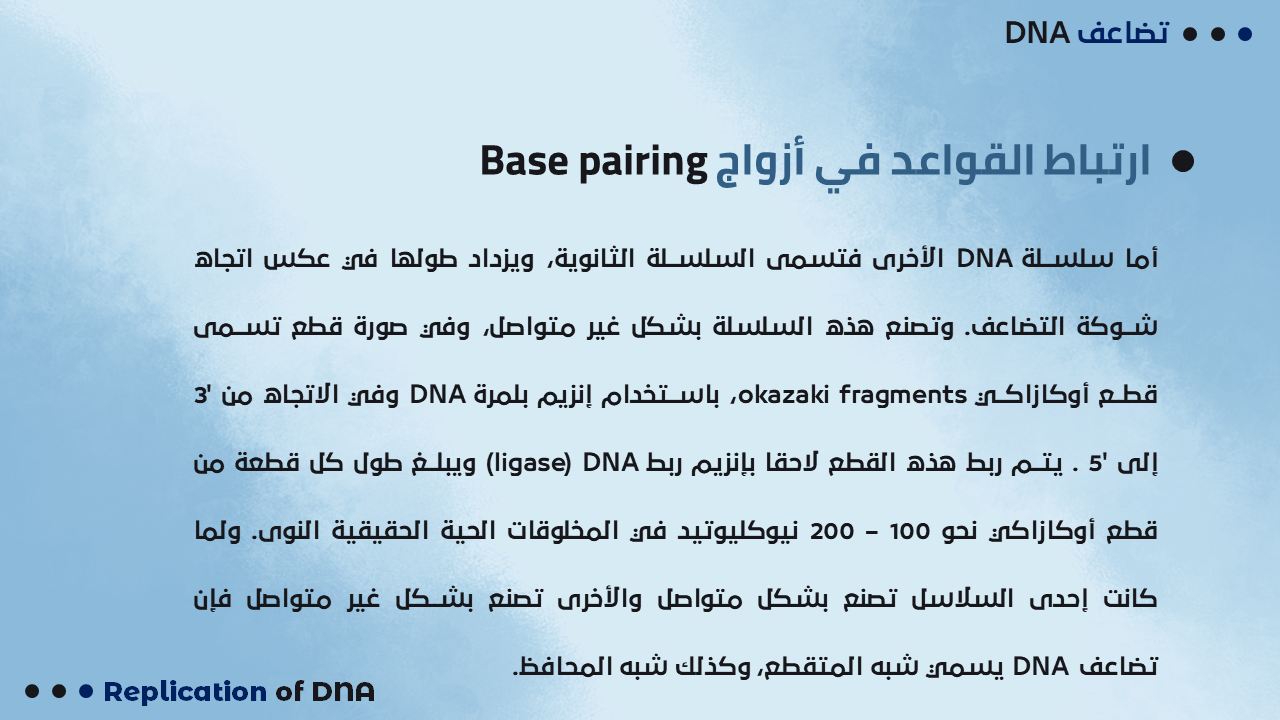 تضاعف DNA
ارتباط القواعد في أزواج Base pairing
أما سلسلة DNA الأخرى فتسمى السلسلة الثانوية، ويزداد طولها في عكس اتجاه
شوكة التضاعف. وتصنع هذه السلسلة بشكل غير متواصل، وفي صورة قطع تسمى
قطع أوكازاكي okazaki fragments، باستخدام إنزيم بلمرة DNA وفي الاتجاه من '3
إلى '5 . يتم ربط هذه القطع لاحقا بإنزيم ربط DNA (ligase) ويبلغ طول كل قطعة من
قطع أوكازاكي نحو 100 – 200 نيوكليوتيد في المخلوقات الحية الحقيقية النوى. ولما
كانت إحدى السلاسل تصنع بشكل متواصل والأخرى تصنع بشكل غير متواصل فإن
تضاعف DNA يسمي شبه المتقطع، وكذلك شبه المحافظ.
Replication of DNA